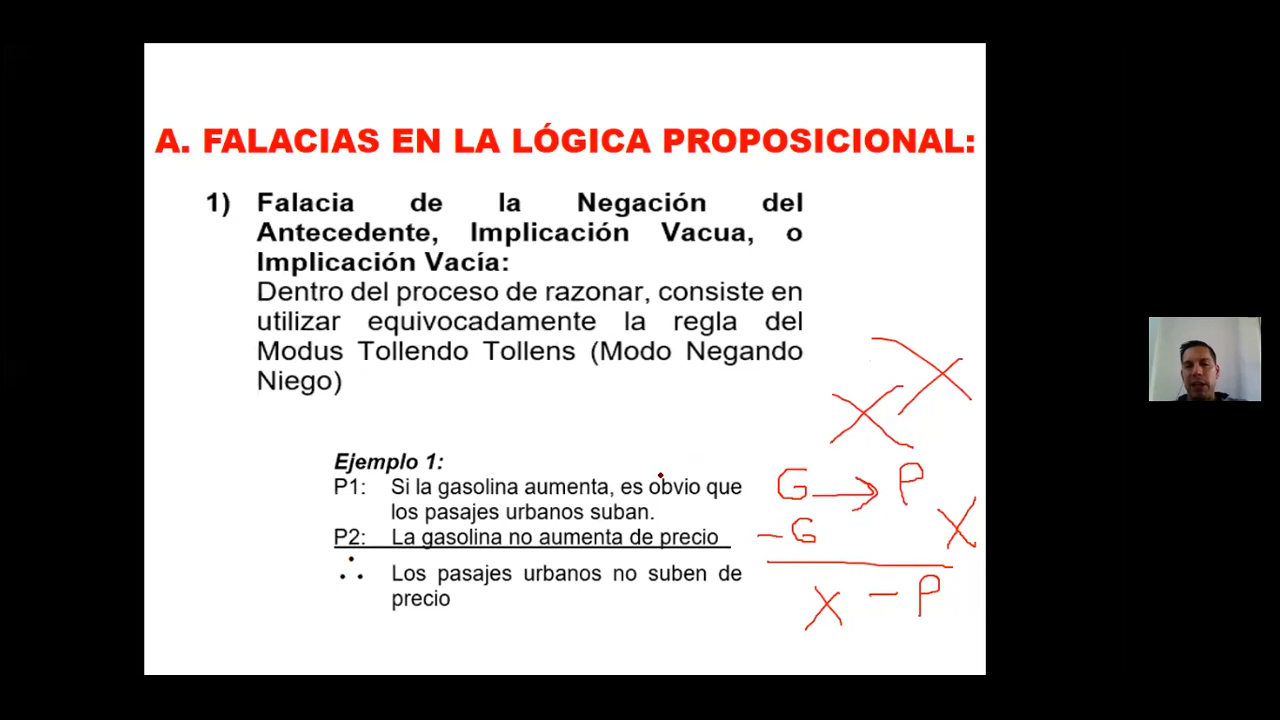 A. FALACIAS EN LA LÓGICA PROPOSICIONAL:
1) Falacia de la Negación del
Antecedente, Implicación Vacua, o
Implicación Vacía:
Dentro del proceso de razonar, consiste en
utilizar equivocadamente la regla del
Modus Tollendo Tollens (Modo Negando
Niego)
Ejemplo 1:
P1: Si la gasolina aumenta, es obvio que
los pasajes urbanos suban.
P2: La gasolina no aumenta de precio
∴ Los pasajes urbanos no suben de
precio
X
X
G → P
X
- G
X - P